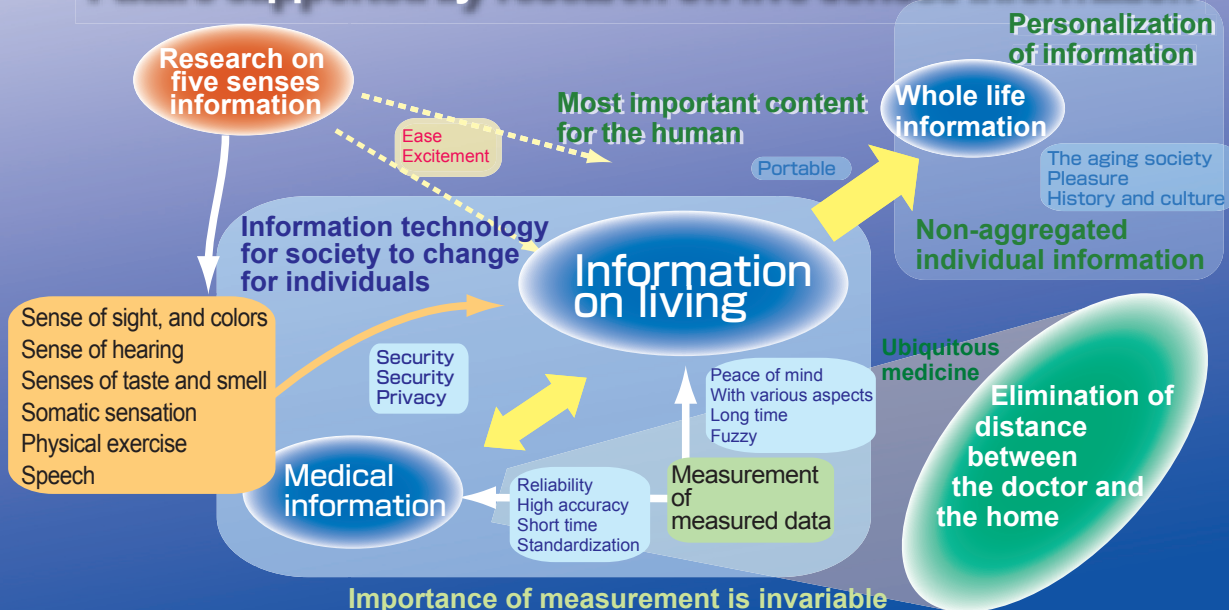 Research on
five senses
information
Ease
Excitement
Most important content
for the human
Portable
Personalization
of information
Whole life
information
The aging society
Pleasure
History and culture
Non-aggregated
individual information
Information technology
for society to change
for individuals
Information
on living
Sense of sight, and colors
Sense of hearing
Senses of taste and smell
Somatic sensation
Physical exercise
Speech
Security
Security
Privacy
Peace of mind
With various aspects
Long time
Fuzzy
Ubiquitous
medicine
Elimination of
distance
between
the doctor and
the home
Medical
information
Reliability
High accuracy
Short time
Standardization
Measurement
of
measured data
Importance of measurement is invariable